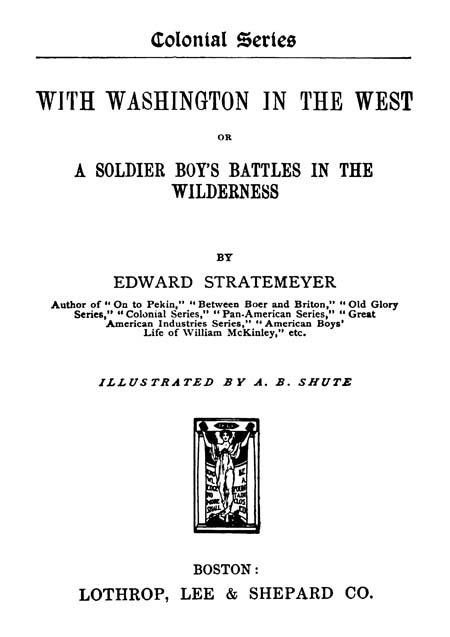 Colonial Series
WITH WASHINGTON IN THE WEST
OR
A SOLDIER BOY'S BATTLES IN THE
WILDERNESS
BY
EDWARD STRATEMEYER
Author of "On to Pekin," "Between Boer and Briton," "Old Glory
Series," "Colonial Series," "Pan-American Series," "Great
American Industries Series," "American Boys'
Life of William McKinley," etc.
ILLUSTRATED BY A. B. SHUTE
BOSTON:
LOTHROP, LEE & SHEPARD CO.